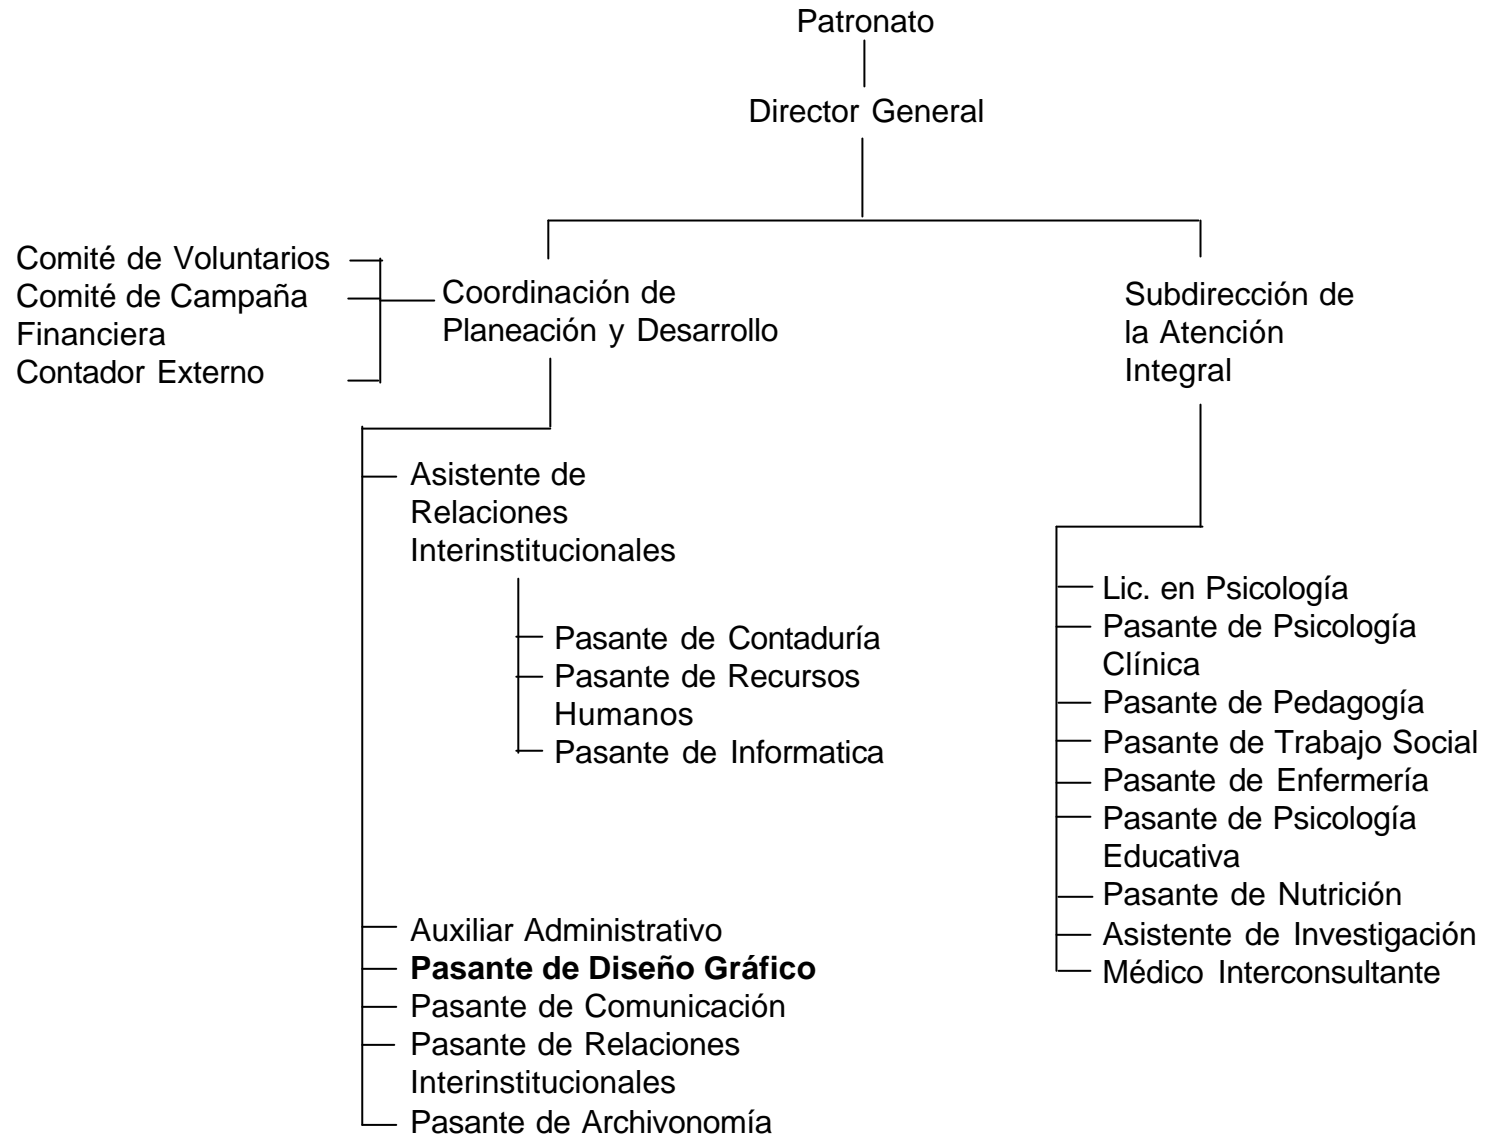 Patronato
Director General
Comité de Voluntarios
Comité de Campaña
Financiera
Contador Externo
Coordinación de
Planeación y Desarrollo
Subdirección de
la Atención
Integral
Asistente de
Relaciones
Interinstitucionales
Pasante de Contaduría
Pasante de Recursos
Humanos
Pasante de Informatica
Auxiliar Administrativo
Pasante de Diseño Gráfico
Pasante de Comunicación
Pasante de Relaciones
Interinstitucionales
Pasante de Archivonomía
Lic. en Psicología
Pasante de Psicología
Clínica
Pasante de Pedagogía
Pasante de Trabajo Social
Pasante de Enfermería
Pasante de Psicología
Educativa
Pasante de Nutrición
Asistente de Investigación
Médico Interconsultante